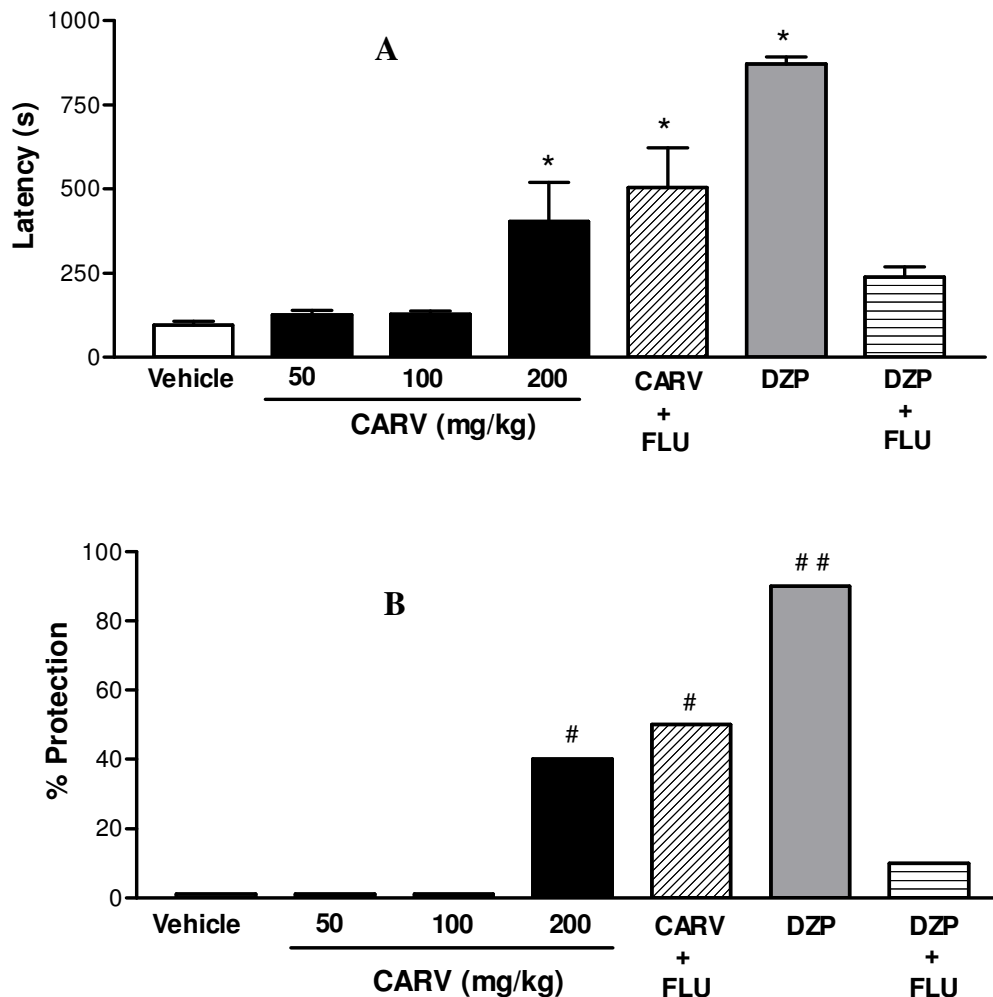 1000
A
*
750
*
*
Latency (s)
500
250
0
Vehicle 50 100 200 CARV DZP DZP
+ +
CARV (mg/kg) FLU FLU
100
# #
B
80
#
60
#
% Protection
40
20
0
Vehicle 50 100 200 CARV DZP DZP
+ +
CARV (mg/kg) FLU FLU